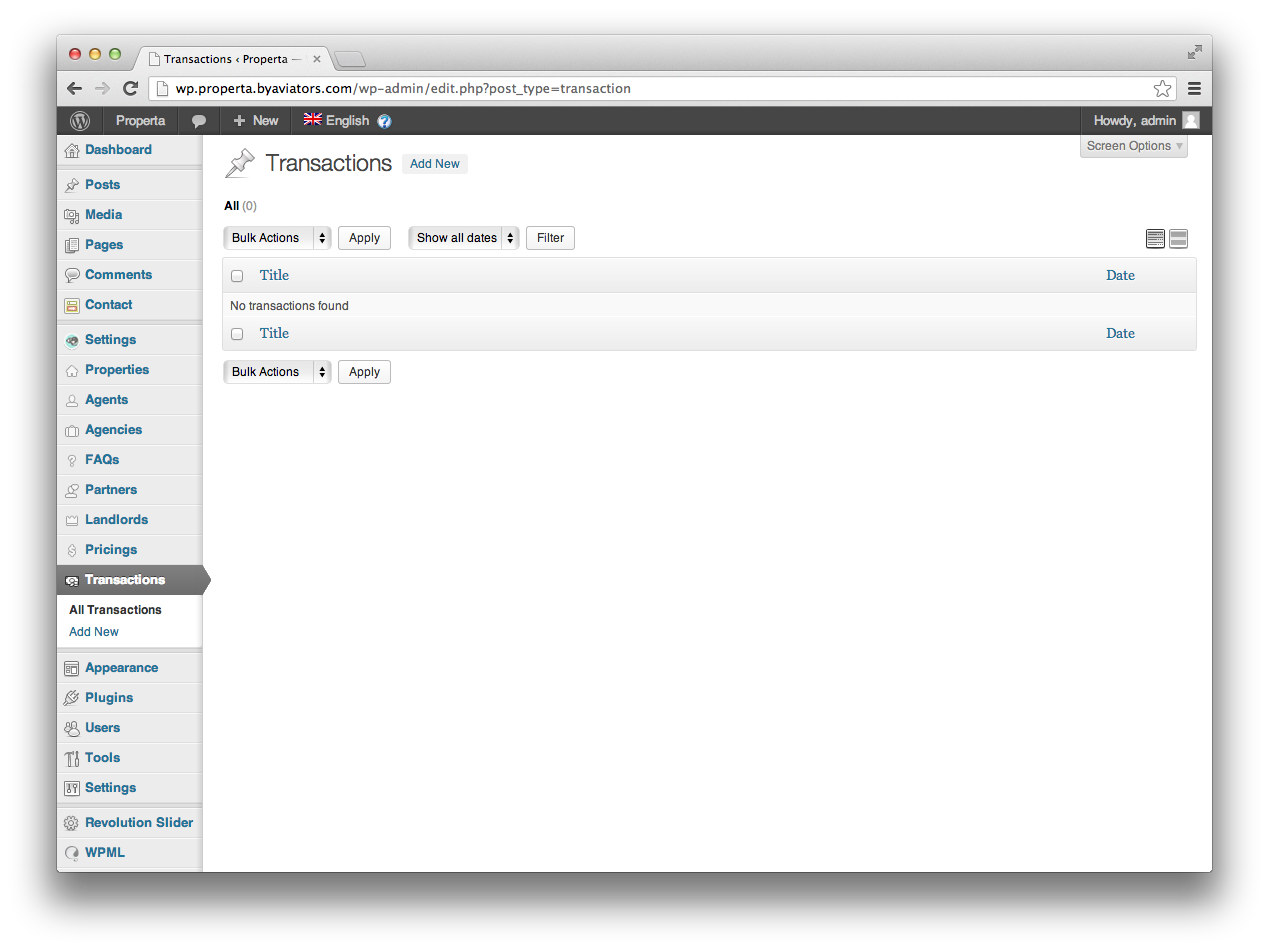 Transactions ‹ Properta —
wp.properta.byaviators.com/wp-admin/edit.php?post_type=transaction
Properta
New
English
Howdy, admin
Dashboard
Posts
Media
Pages
Comments
Contact
Settings
Properties
Agents
Agencies
FAQs
Partners
Landlords
Pricings
Transactions
All Transactions
Add New
Appearance
Plugins
Users
Tools
Settings
Revolution Slider
WPML
Screen Options
Transactions Add New
All (0)
Bulk Actions Apply Show all dates Filter
Title Date
No transactions found
Title Date
Bulk Actions Apply